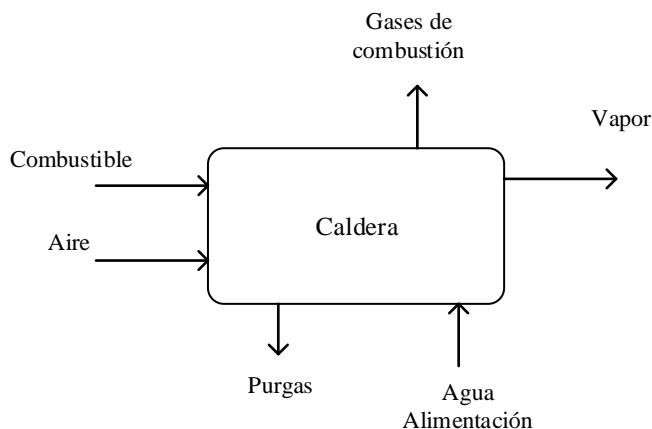 Gases de
combustión
Vapor
Combustible
Caldera
Aire
Purgas
Agua
Alimentación